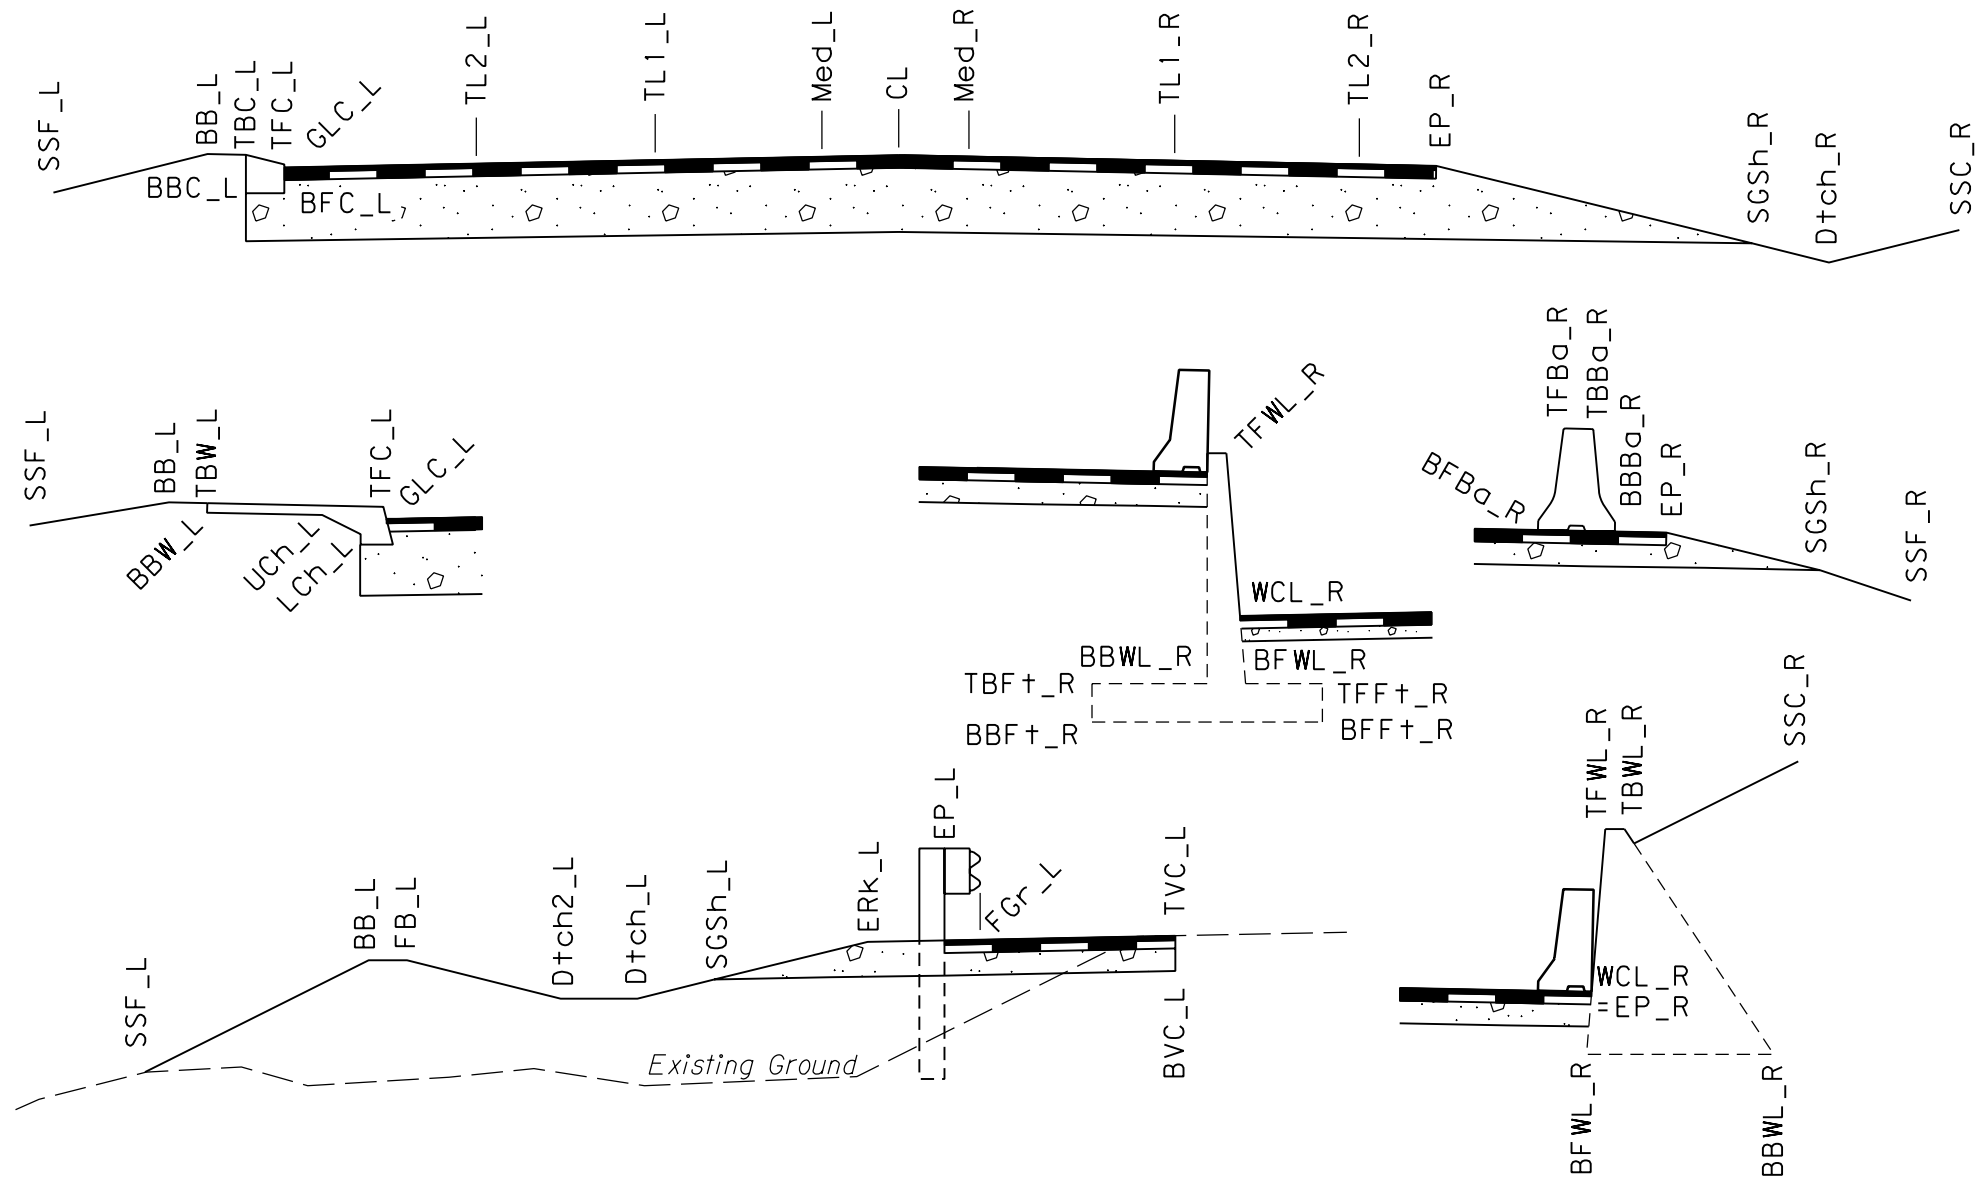 SSF_L
BB_L
TBC_L
TFC_L
GLC_L
TL2_L
TL1_L
Med_L
CL
Med_R
TL1_R
TL2_R
EP_R
SGSh_R
Dtch_R
SSC_R
BBC_L
BFC_L
SSF_L
BB_L
TBW_L
TFC_L
GLC_L
BBW_L
UCh_L
LCh_L
TFWL_R
WCL_R
BBWL_R
BFWL_R
TBFt_R
TFFt_R
BBFt_R
BFFt_R
TFBa_R
TBBa_R
BBBa_R
BFBa_R
EP_R
SGSh_R
SSF_R
SSF_L
BB_L
FB_L
Dtch2_L
Dtch_L
SGSh_L
ERk_L
EP_L
FGr_L
TVC_L
BVC_L
Existing Ground
TFWL_R
TBWL_R
SSC_R
WCL_R
=EP_R
BFWL_R
BBWL_R